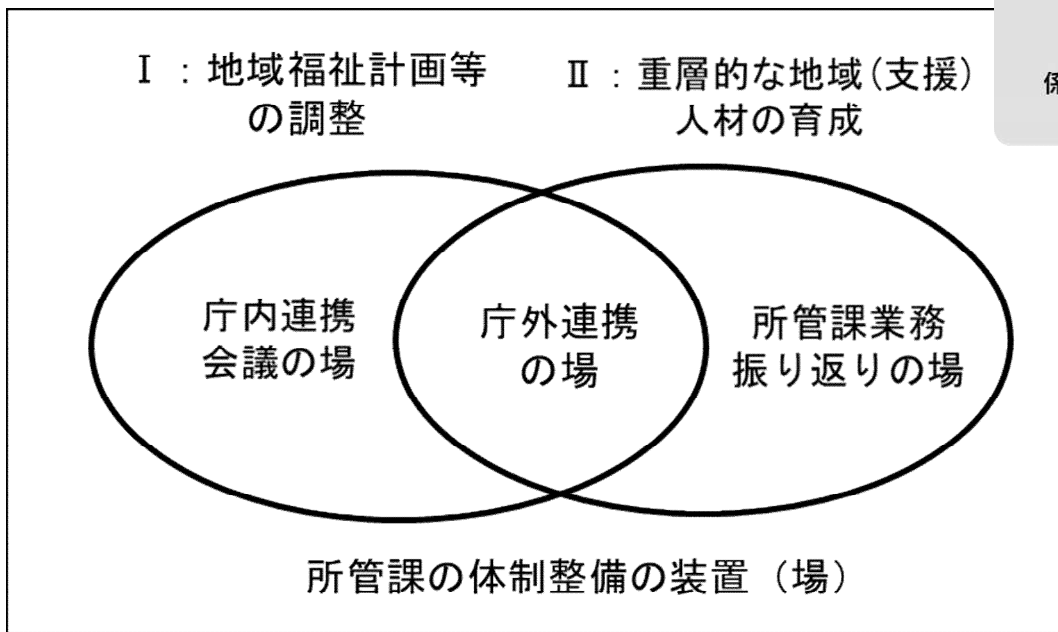 Ⅰ：地域福祉計画等
の調整
Ⅱ：重層的な地域(支援)
人材の育成
係
庁内連携
会議の場
庁外連携
の場
所管課業務
振り返りの場
所管課の体制整備の装置（場）